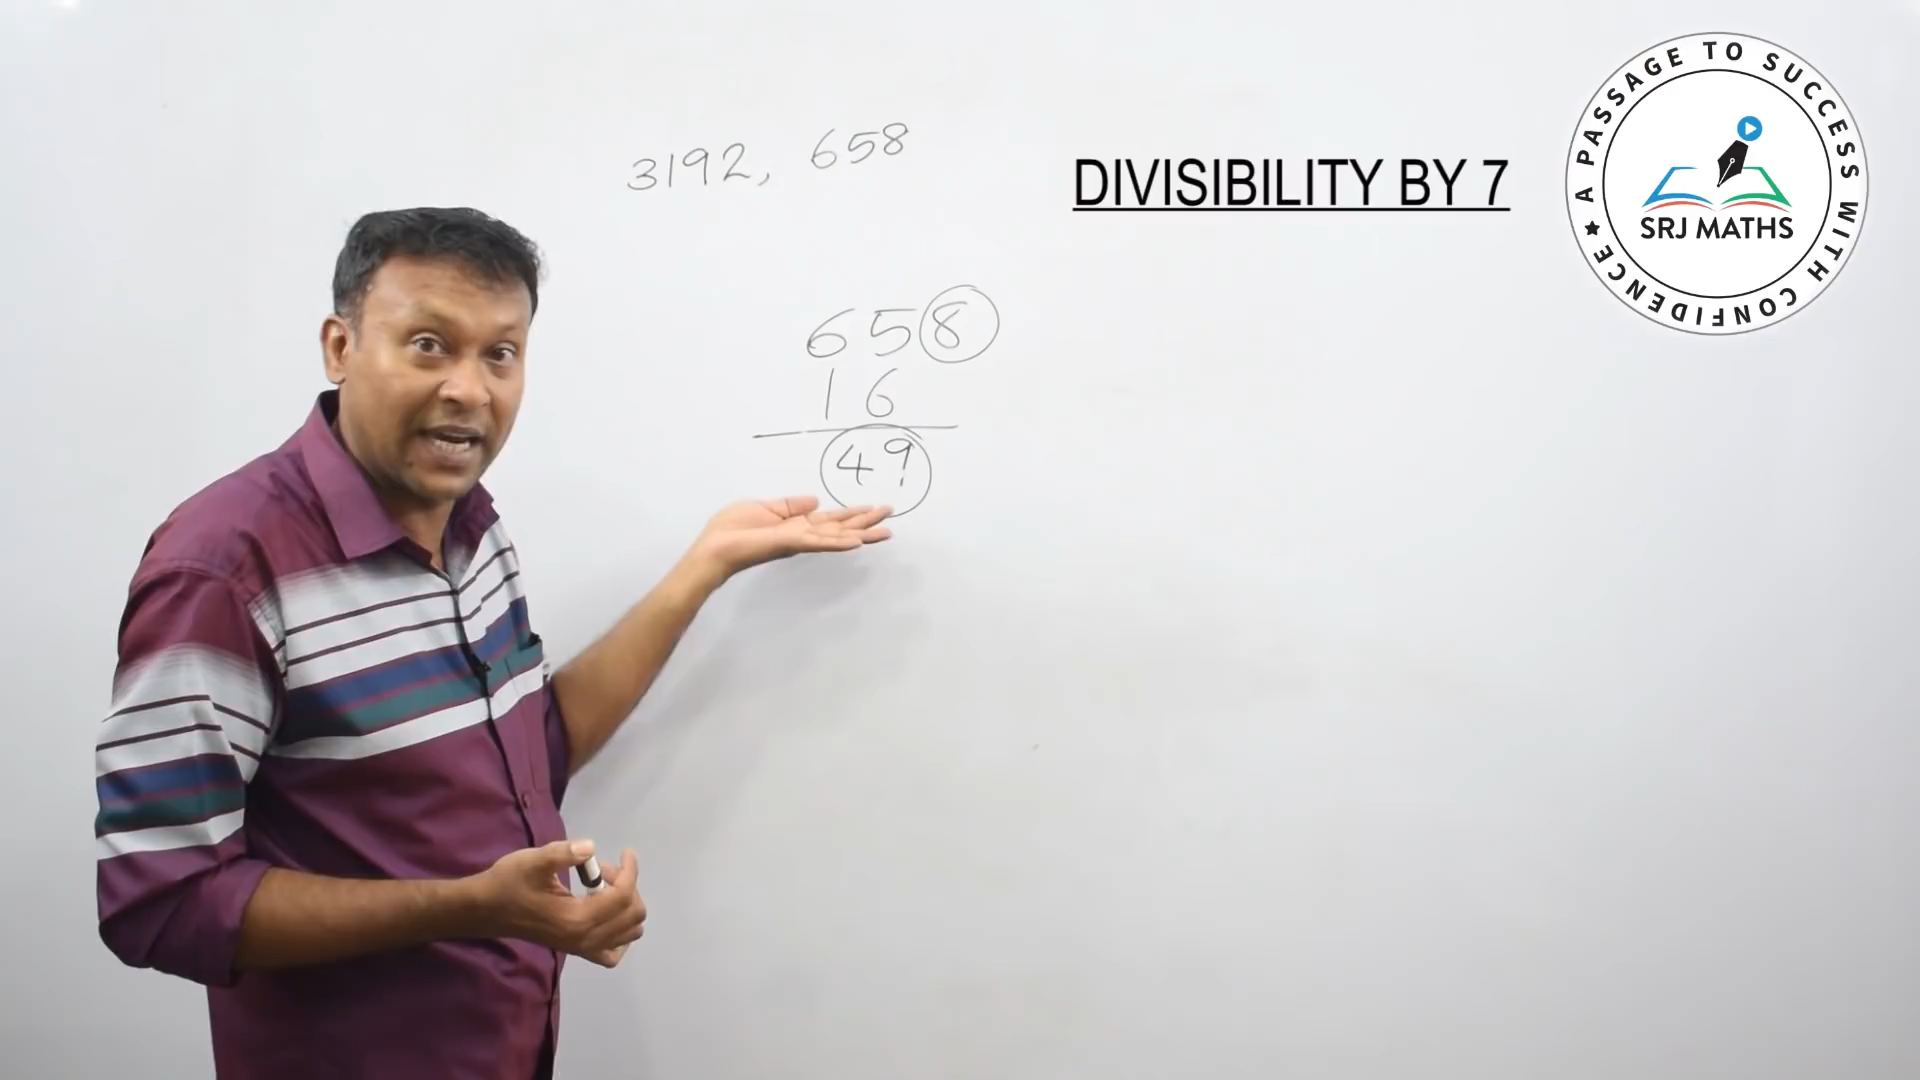 3192, 658
DIVISIBILITY BY 7
A PASSAGE TO SUCCESS WITH CONFIDENCE
SRJ MATHS
658
16
49